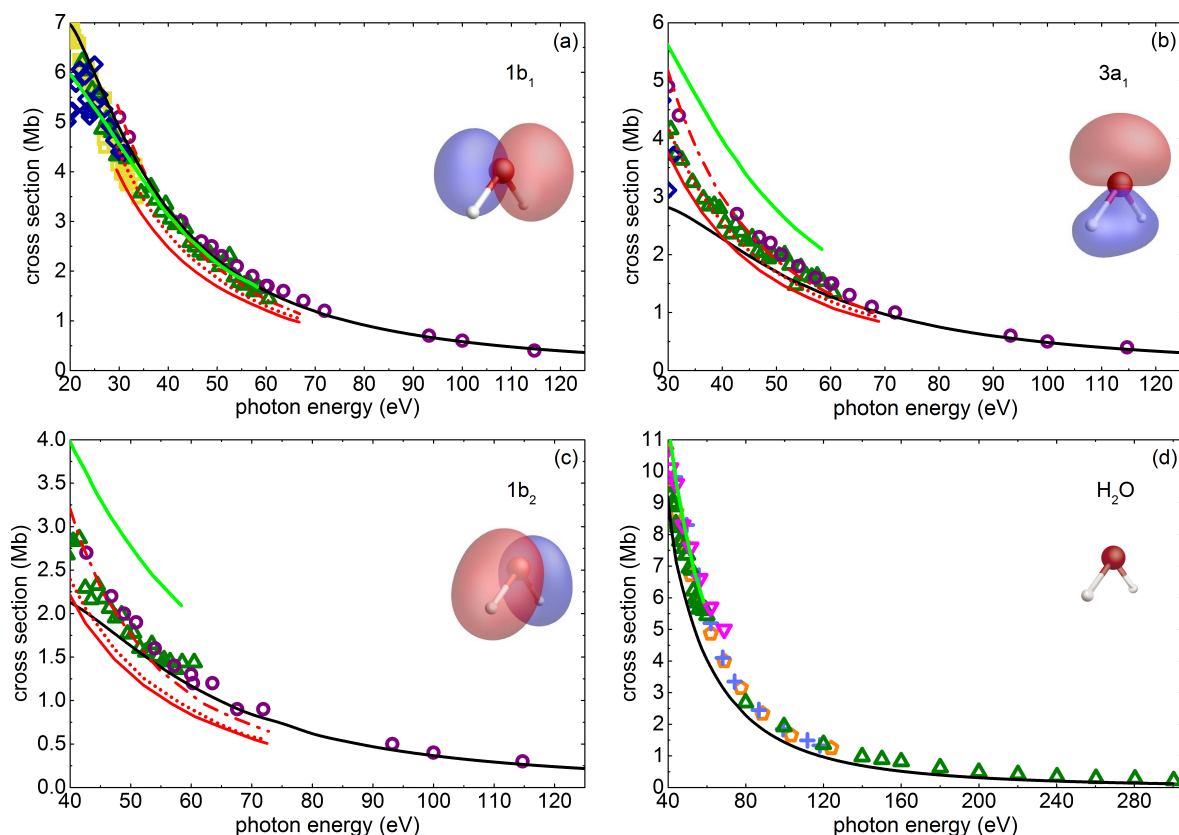 (a)
1b1
cross section (Mb)
7
6
5
4
3
2
1
0
20 30 40 50 60 70 80 90 100 110 120
photon energy (eV)
(b)
3a1
cross section (Mb)
6
5
4
3
2
1
0
30 40 50 60 70 80 90 100 110 120
photon energy (eV)
(c)
1b2
cross section (Mb)
4.0
3.5
3.0
2.5
2.0
1.5
1.0
0.5
0.0
40 50 60 70 80 90 100 110 120
photon energy (eV)
(d)
H2O
cross section (Mb)
11
10
9
8
7
6
5
4
3
2
1
0
40 80 120 160 200 240 280
photon energy (eV)